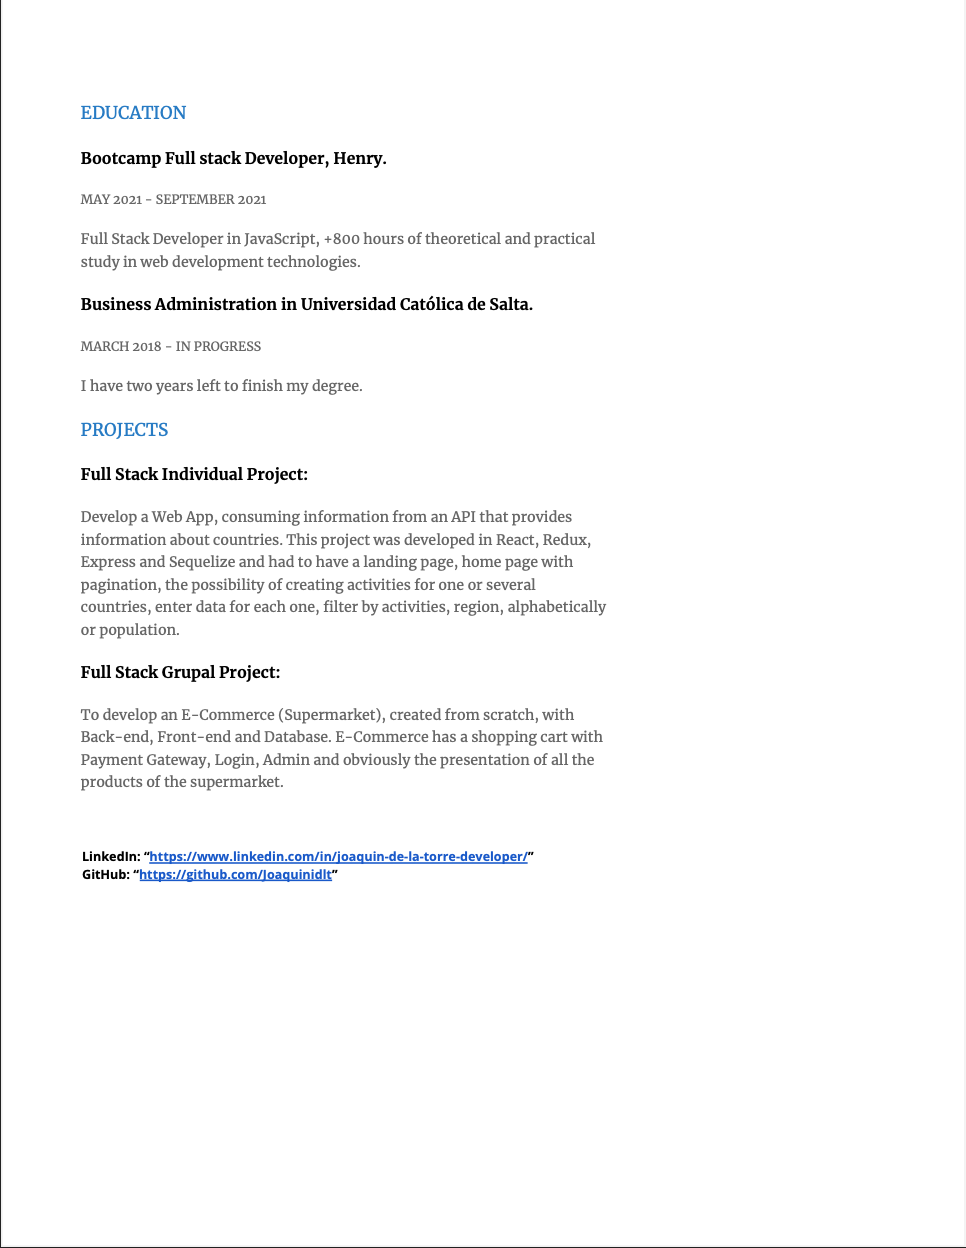 EDUCATION
Bootcamp Full stack Developer, Henry.
MAY 2021 - SEPTEMBER 2021
Full Stack Developer in JavaScript, +800 hours of theoretical and practical
study in web development technologies.
Business Administration in Universidad Católica de Salta.
MARCH 2018 - IN PROGRESS
I have two years left to finish my degree.
PROJECTS
Full Stack Individual Project:
Develop a Web App, consuming information from an API that provides
information about countries. This project was developed in React, Redux,
Express and Sequelize and had to have a landing page, home page with
pagination, the possibility of creating activities for one or several
countries, enter data for each one, filter by activities, region, alphabetically
or population.
Full Stack Grupal Project:
To develop an E-Commerce (Supermarket), created from scratch, with
Back-end, Front-end and Database. E-Commerce has a shopping cart with
Payment Gateway, Login, Admin and obviously the presentation of all the
products of the supermarket.
LinkedIn: “https://www.linkedin.com/in/joaquin-de-la-torre-developer/”
GitHub: “https://github.com/Joaquinidlt”